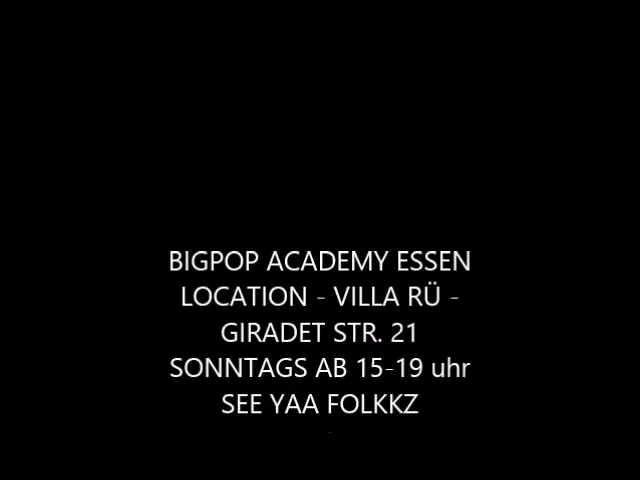 BIGPOP ACADEMY ESSEN
LOCATION - VILLA RÜ -
GIRADET STR. 21
SONNTAGS AB 15-19 uhr
SEE YAA FOLKKZ